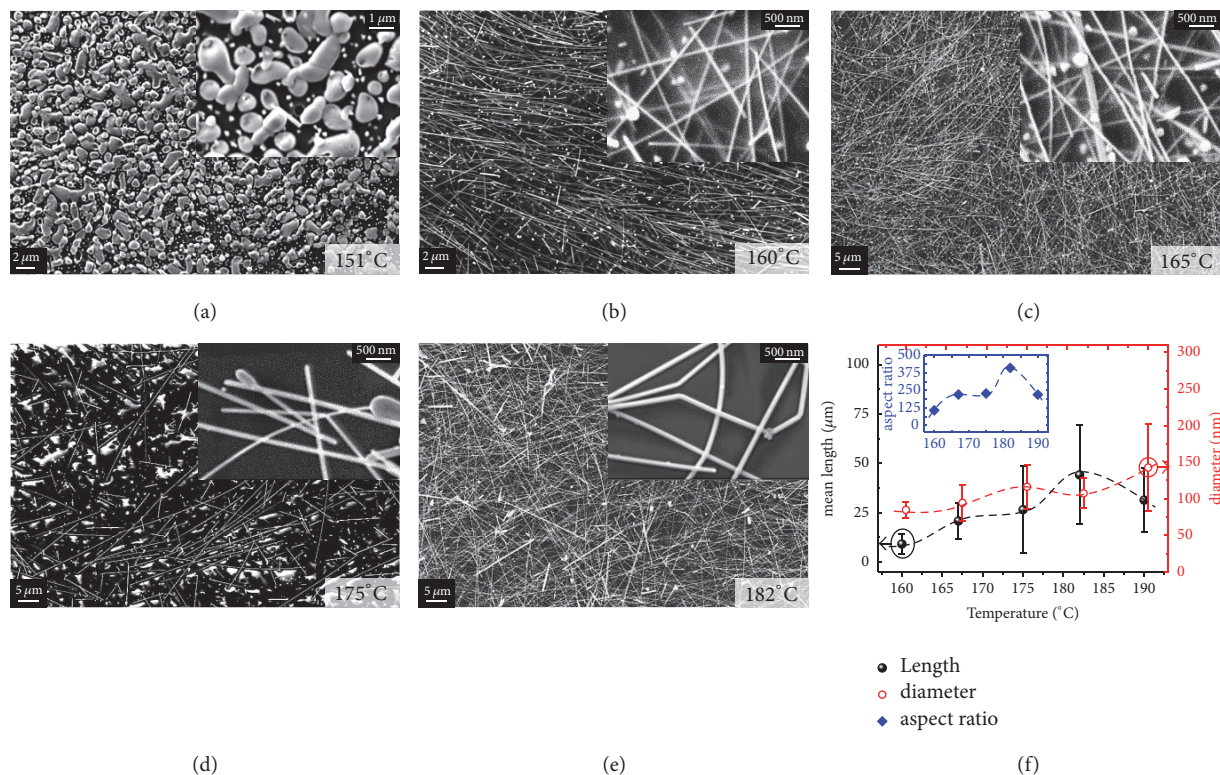 1 μm
2 μm
151°C
(a)
500 nm
2 μm
160°C
(b)
500 nm
5 μm
165°C
(c)
500 nm
5 μm
175°C
(d)
500 nm
5 μm
182°C
(e)
100
75
50
25
0
mean length (μm)
500
375
250
125
0
aspect ratio
160 170 180 190
300
250
200
150
100
50
0
diameter (nm)
160 165 170 175 180 185 190
Temperature (°C)
Length
diameter
aspect ratio
(f)